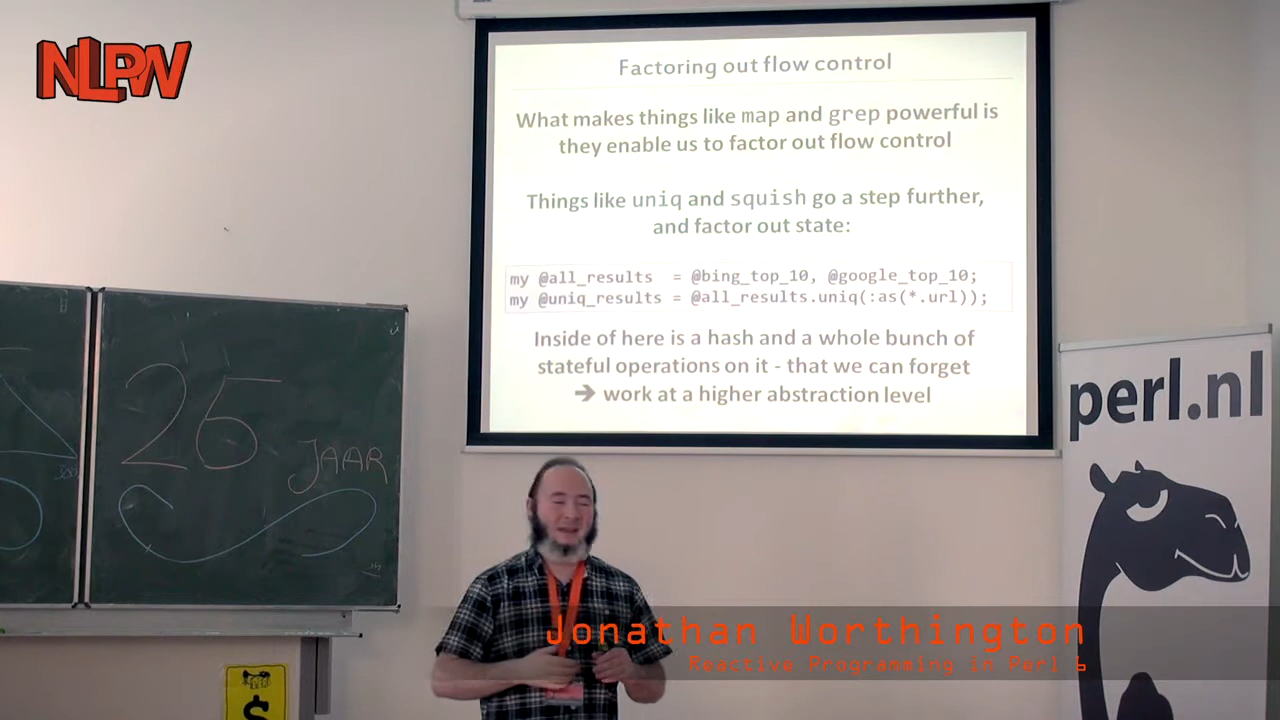 NLPW
Factoring out flow control
What makes things like map and grep powerful is
they enable us to factor out flow control
Things like uniq and squish go a step further,
and factor out state:
my @all_results = @bing_top_10, @google_top_10;
my @uniq_results = @all_results.uniq(:as(*.url));
Inside of here is a hash and a whole bunch of
stateful operations on it - that we can forget
➔ work at a higher abstraction level
perl.nl
26
JAAR
Jonathan Worthington
Reactive Programming in Perl 6
$